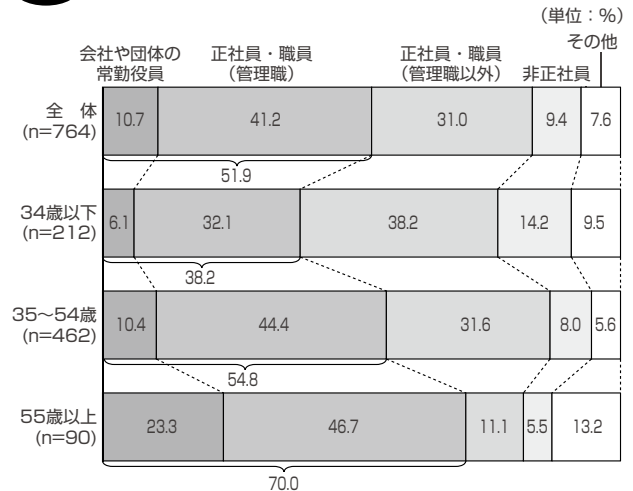 (単位:%)
会社や団体の
常勤役員
正社員・職員
(管理職)
正社員・職員
(管理職以外)
非正社員
その他
全 体
(n=764)
10.7 41.2 31.0 9.4 7.6
51.9
34歳以下
(n=212)
6.1 32.1 38.2 14.2 9.5
38.2
35~54歳
(n=462)
10.4 44.4 31.6 8.0 5.6
54.8
55歳以上
(n=90)
23.3 46.7 11.1 5.5 13.2
70.0